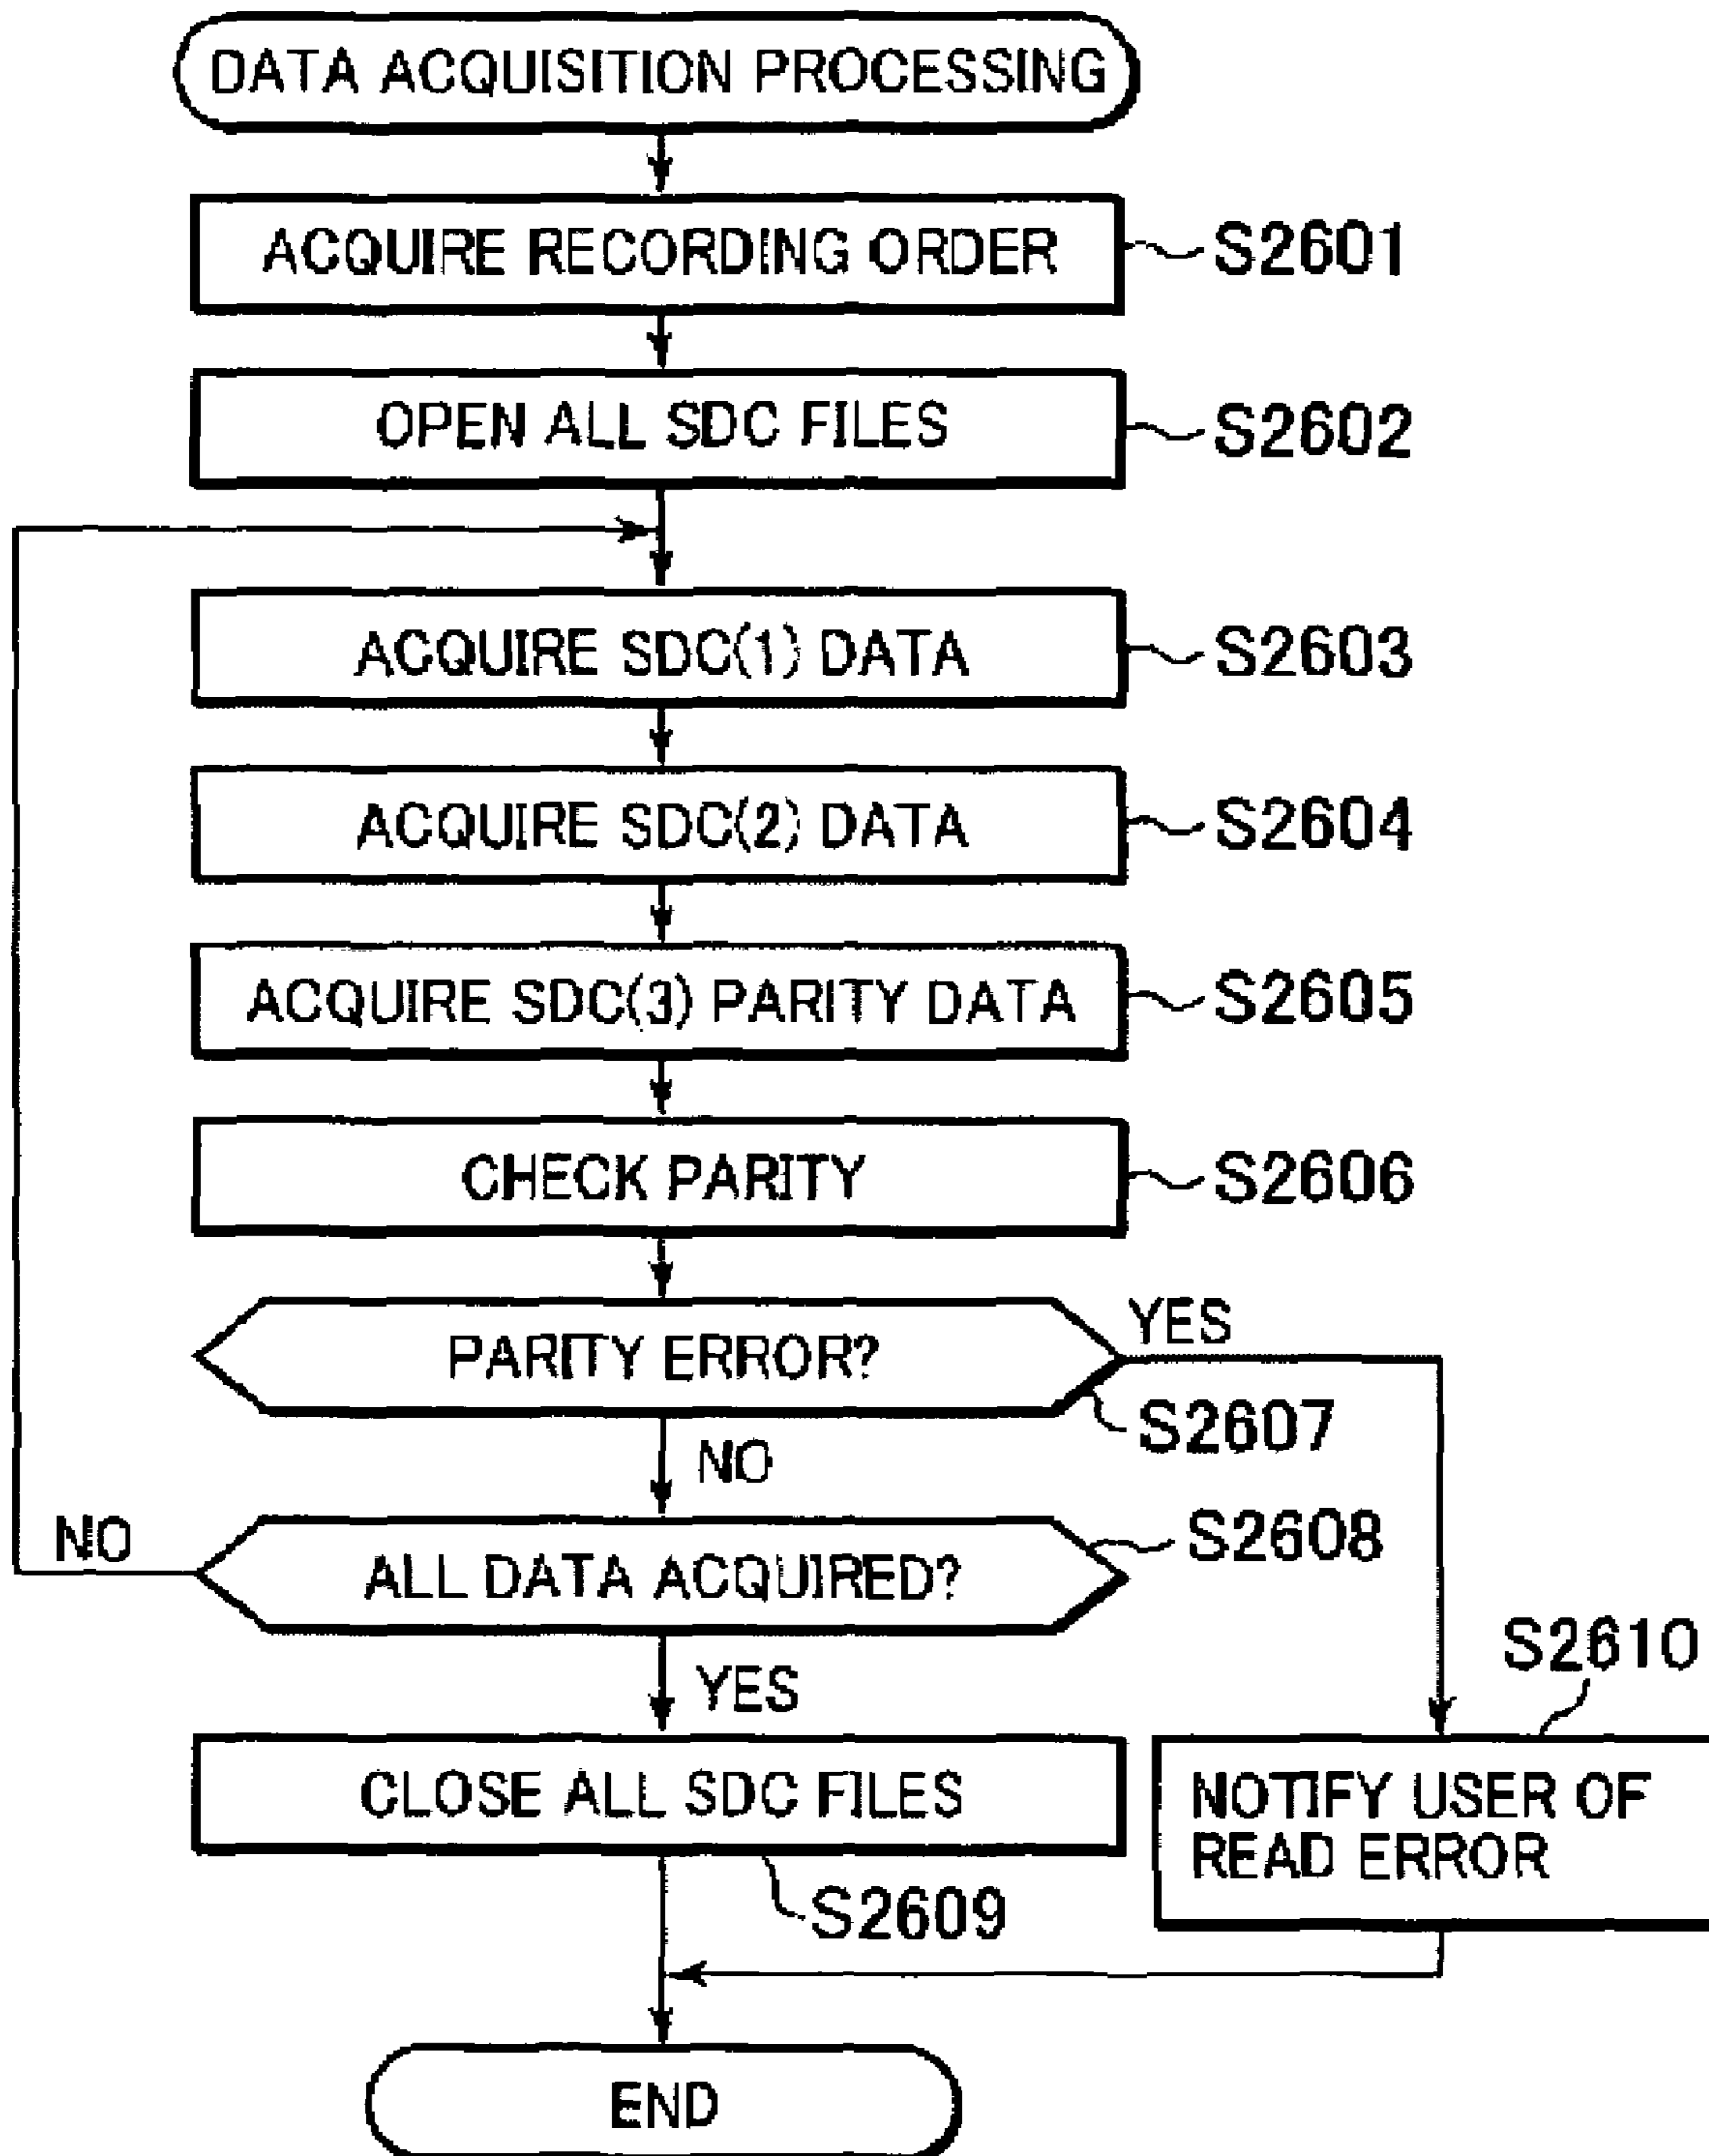 DATA ACQUISITION PROCESSING
ACQUIRE RECORDING ORDER
S2601
OPEN ALL SDC FILES
S2602
ACQUIRE SDC(1) DATA
S2603
ACQUIRE SDC(2) DATA
S2604
ACQUIRE SDC(3) PARITY DATA
S2605
CHECK PARITY
S2606
PARITY ERROR?
YES
S2607
NO
ALL DATA ACQUIRED?
S2608
NO
YES
S2610
CLOSE ALL SDC FILES
S2609
NOTIFY USER OF
READ ERROR
END